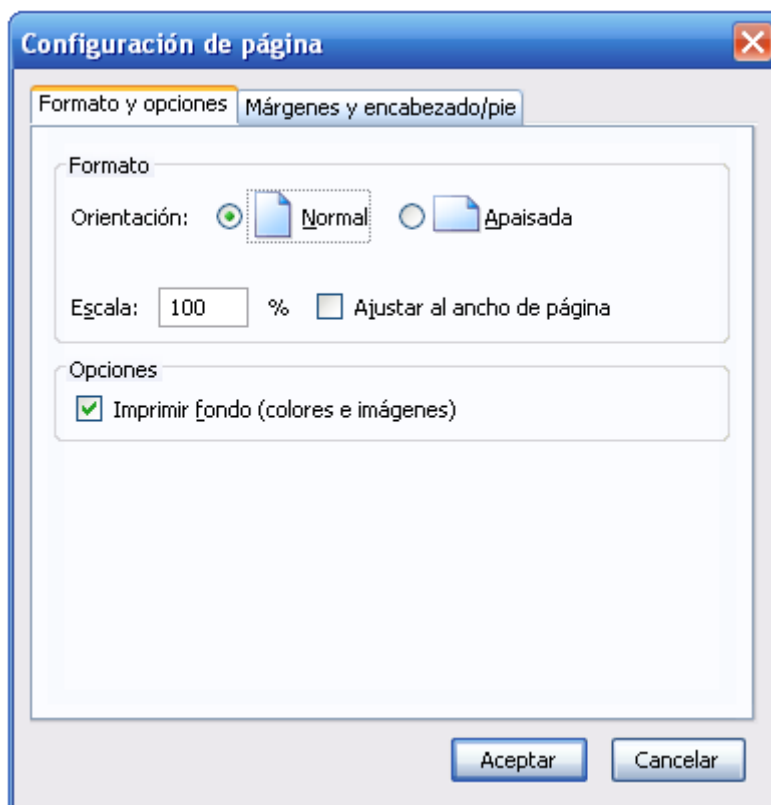 Configuración de página
Formato y opciones Márgenes y encabezado/pie
Formato
Orientación: Normal Apaisada
Escala: 100 % Ajustar al ancho de página
Opciones
Imprimir fondo (colores e imágenes)
Aceptar Cancelar